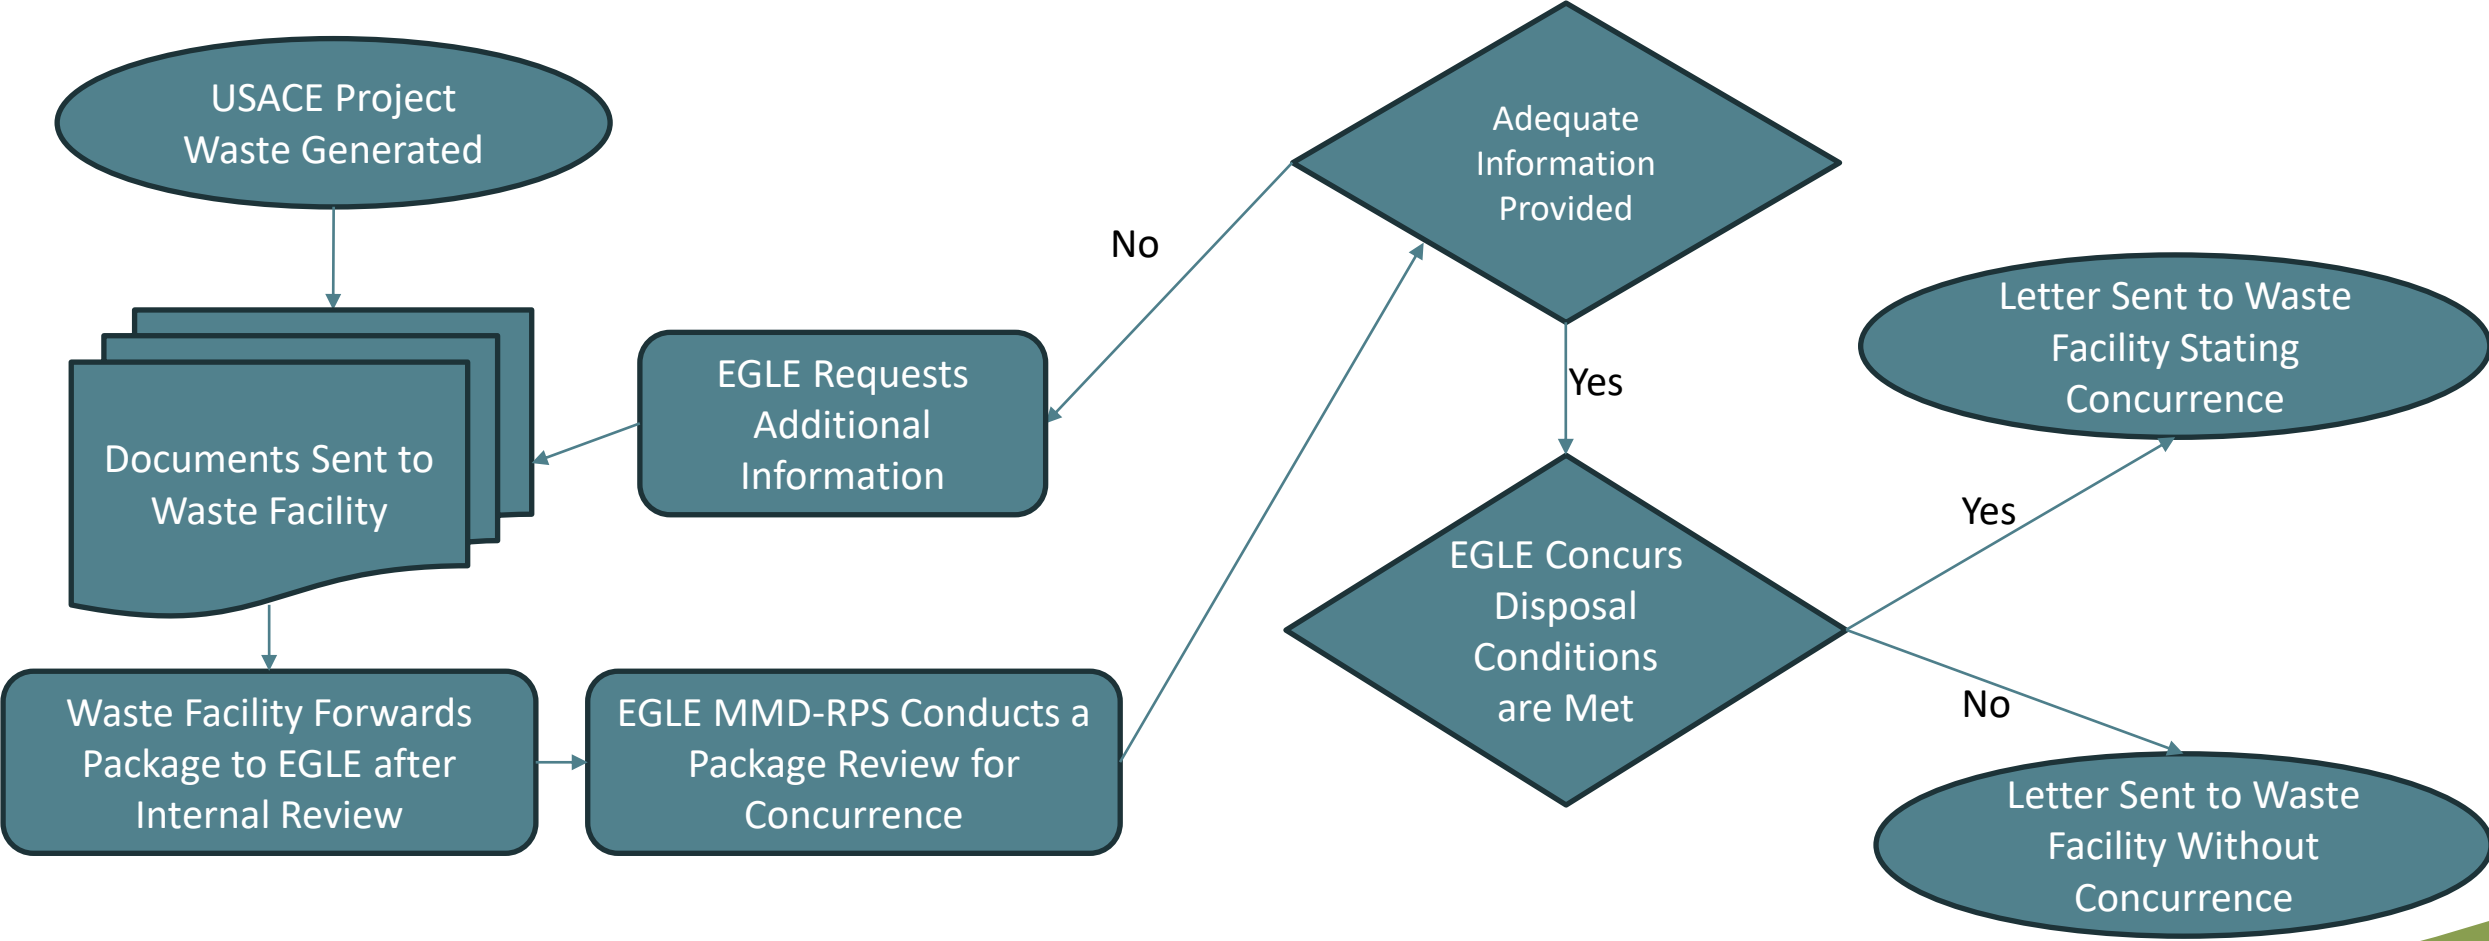 USACE Project
Waste Generated
Documents Sent to
Waste Facility
Waste Facility Forwards
Package to EGLE after
Internal Review
EGLE MMD-RPS Conducts a
Package Review for
Concurrence
EGLE Requests
Additional
Information
No
Adequate
Information
Provided
Yes
EGLE Concurs
Disposal
Conditions
are Met
Yes
Letter Sent to Waste
Facility Stating
Concurrence
No
Letter Sent to Waste
Facility Without
Concurrence